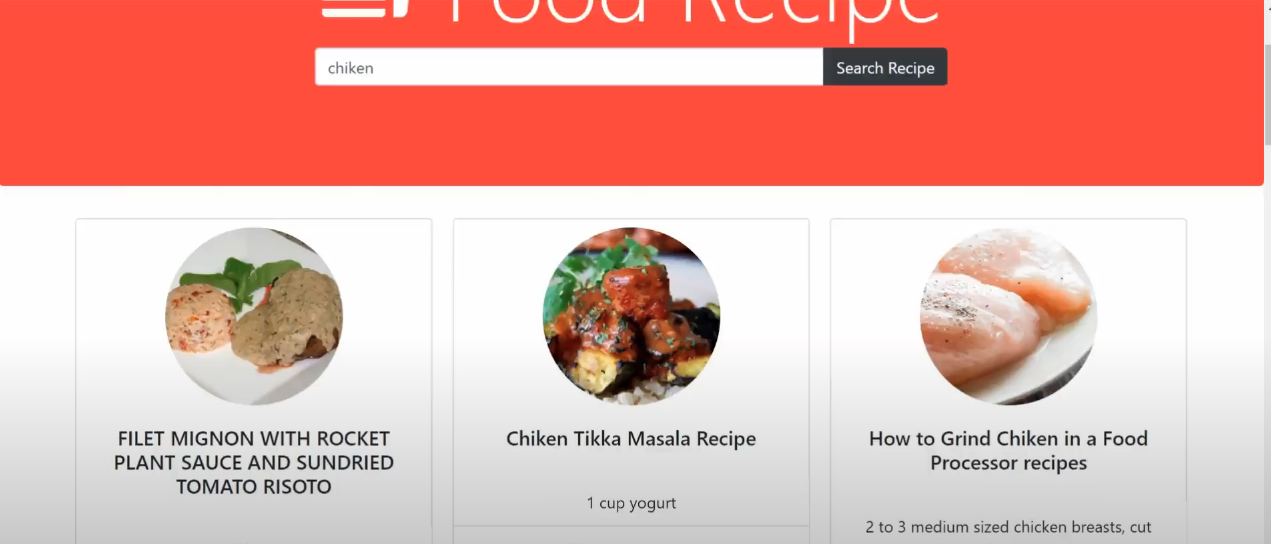 Food Recipe
chiken
Search Recipe
FILET MIGNON WITH ROCKET
PLANT SAUCE AND SUNDRIED
TOMATO RISOTO
Chiken Tikka Masala Recipe
1 cup yogurt
How to Grind Chiken in a Food
Processor recipes
2 to 3 medium sized chicken breasts, cut